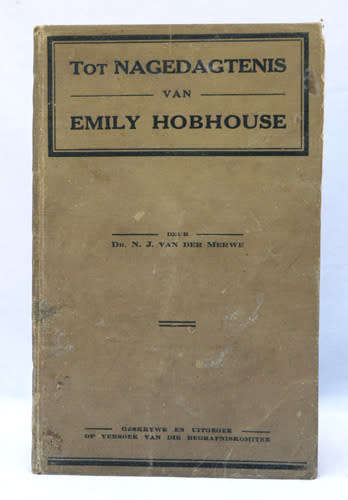 TOT NAGEDAGTENIS
VAN
EMILY HOBHOUSE
DEUR
DR. N. J. VAN DER MERWE
GESKRYWE EN UITGEGEE
OP VERSOEK VAN DIE BEGRAFNISKOMITEE